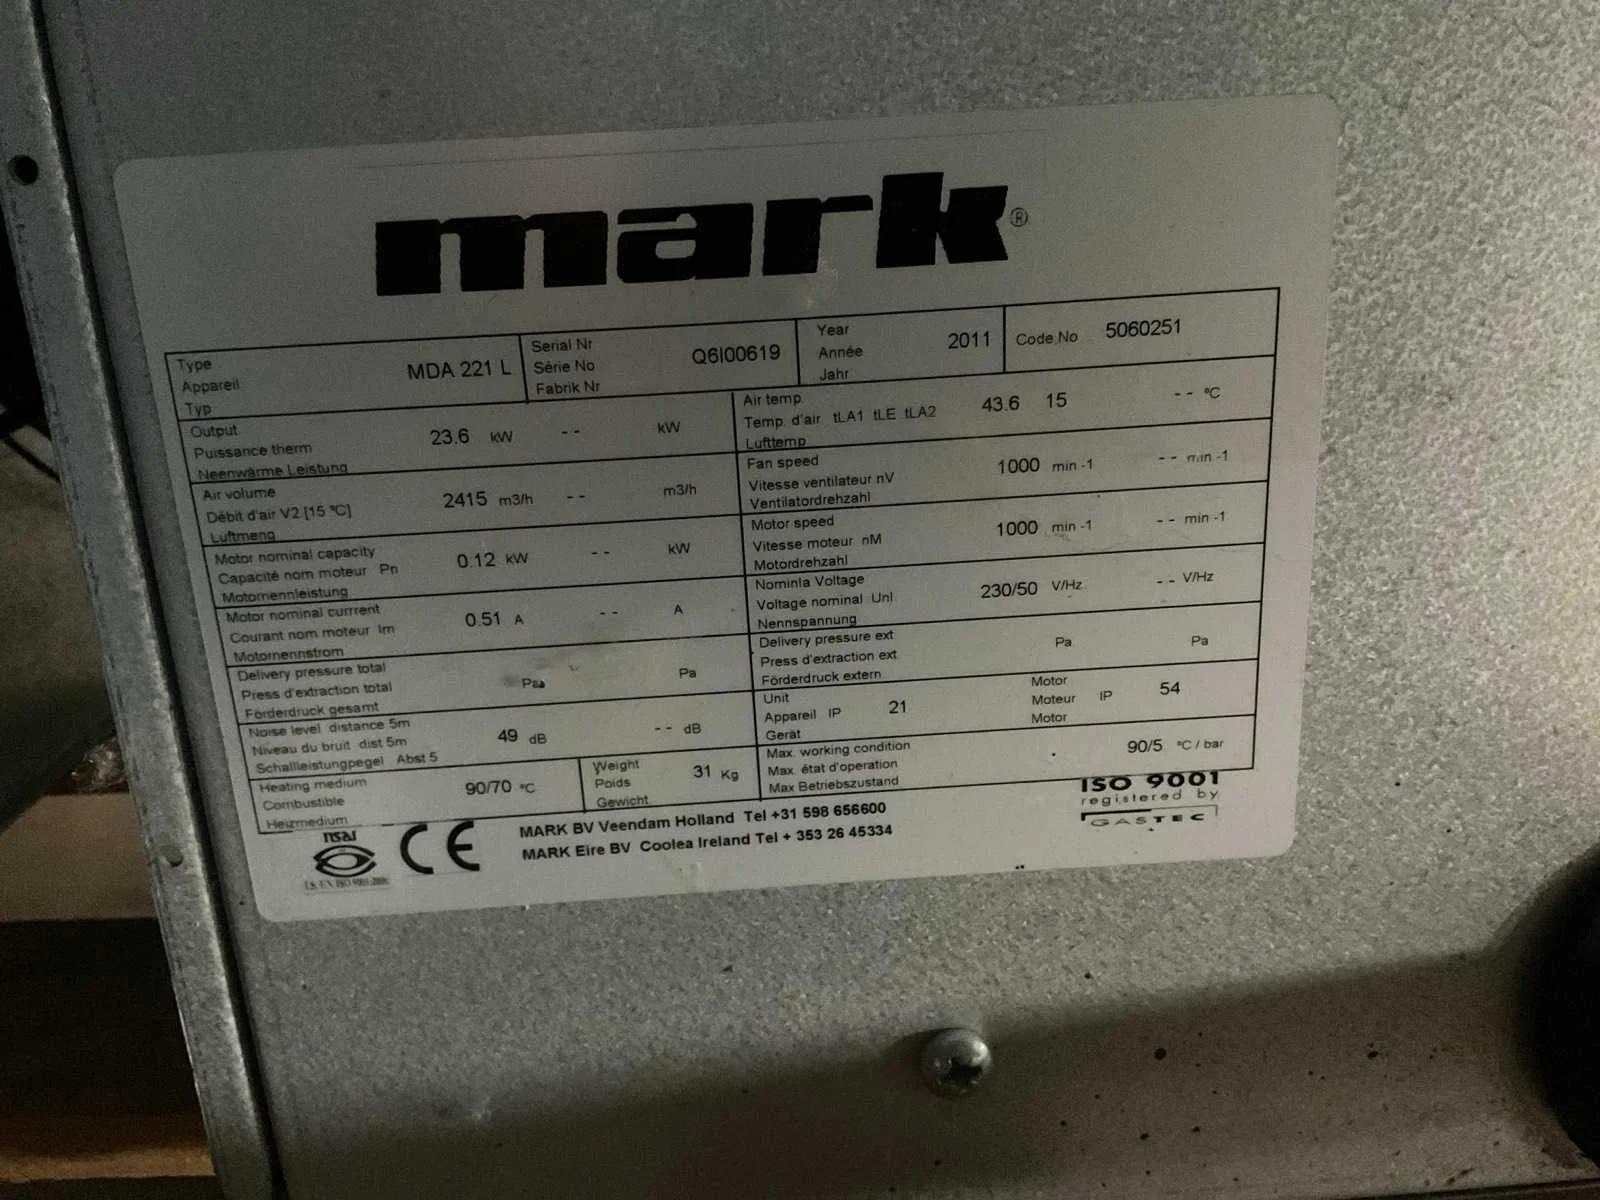 mark®
Type
Appareil
Typ
MDA 221 L
Serial Nr
Série No
Fabrik Nr
Q6I00619
Year
Année
Jahr
2011
Code No 5060251
Output
Puissance therm
Neenwärme Leistung
23.6 kW -- kW
Air temp
Temp. d'air tLA1 tLE tLA2
Lufttemp
43.6 15 -- °C
Air volume
Débit d'air V2 [15 °C]
Luftmeng
2415 m3/h -- m3/h
Fan speed
Vitesse ventilateur nV
Ventilatordrehzahl
1000 min -1 -- min -1
Motor nominal capacity
Capacité nom moteur Pn
Motornennleistung
0.12 kW -- kW
Motor speed
Vitesse moteur nM
Motordrehzahl
1000 min -1 -- min -1
Motor nominal currrent
Courant nom moteur Im
Motornennstrom
0.51 A -- A
Nominla Voltage
Voltage nominal Unl
Nennspannung
230/50 V/Hz -- V/Hz
Delivery pressure total
Press d'extraction total
Förderdruck gesamt
Pa Pa
Delivery pressure ext
Press d'extraction ext
Förderdruck extern
Pa Pa
Noise level distance 5m
Niveau du bruit dist 5m
Schallleistungpegel Abst 5
49 dB -- dB
Unit
Appareil IP
Gerät
21
Motor
Moteur IP
Motor
54
Heating medium
Combustible
Heizmedium
90/70 °C
Weight
Poids
Gewicht
31 Kg
Max. working condition
Max. état d'operation
Max Betriebszustand
90/5 °C / bar
nsai
CE
MARK BV Veendam Holland Tel +31 598 656600
MARK Eire BV Coolea Ireland Tel + 353 26 45334
ISO 9001
registered by
GASTEC